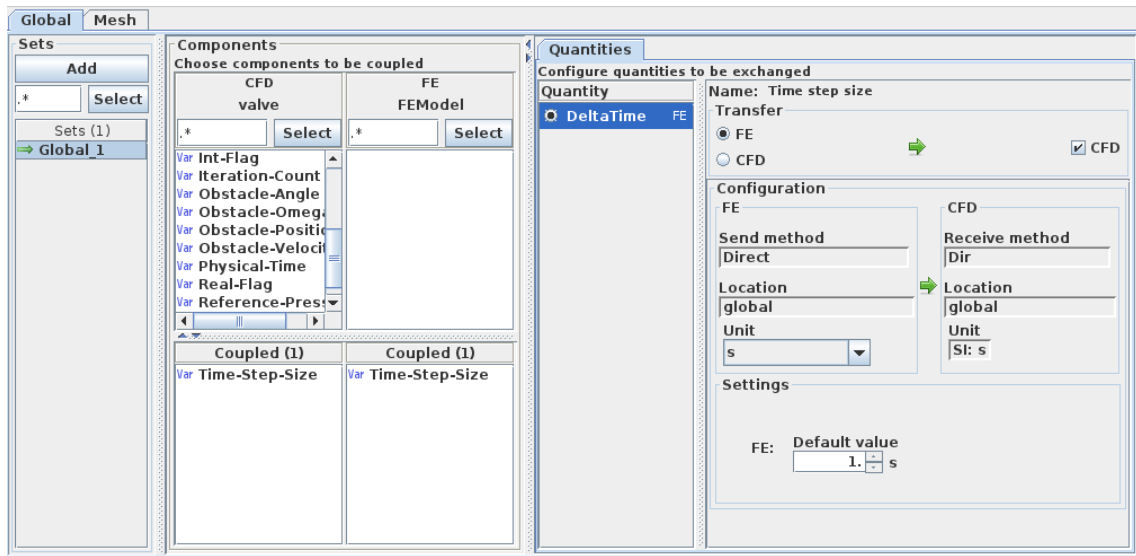 Global Mesh
Sets
Add
.* Select
Sets (1)
Global_1
Components
Choose components to be coupled
CFD FE
valve FEModel
.* Select .* Select
Var Int-Flag
Var Iteration-Count
Var Obstacle-Angle
Var Obstacle-Omeg
Var Obstacle-Positi
Var Obstacle-Veloci
Var Physical-Time
Var Real-Flag
Var Reference-Pres
Coupled (1) Coupled (1)
Var Time-Step-Size Var Time-Step-Size
Quantities
Configure quantities to be exchanged
Quantity
DeltaTime FE
Name: Time step size
Transfer
FE
CFD
CFD
Configuration
FE CFD
Send method Receive method
Direct Dir
Location Location
global global
Unit Unit
s SI: s
Settings
Default value
FE: 1. s